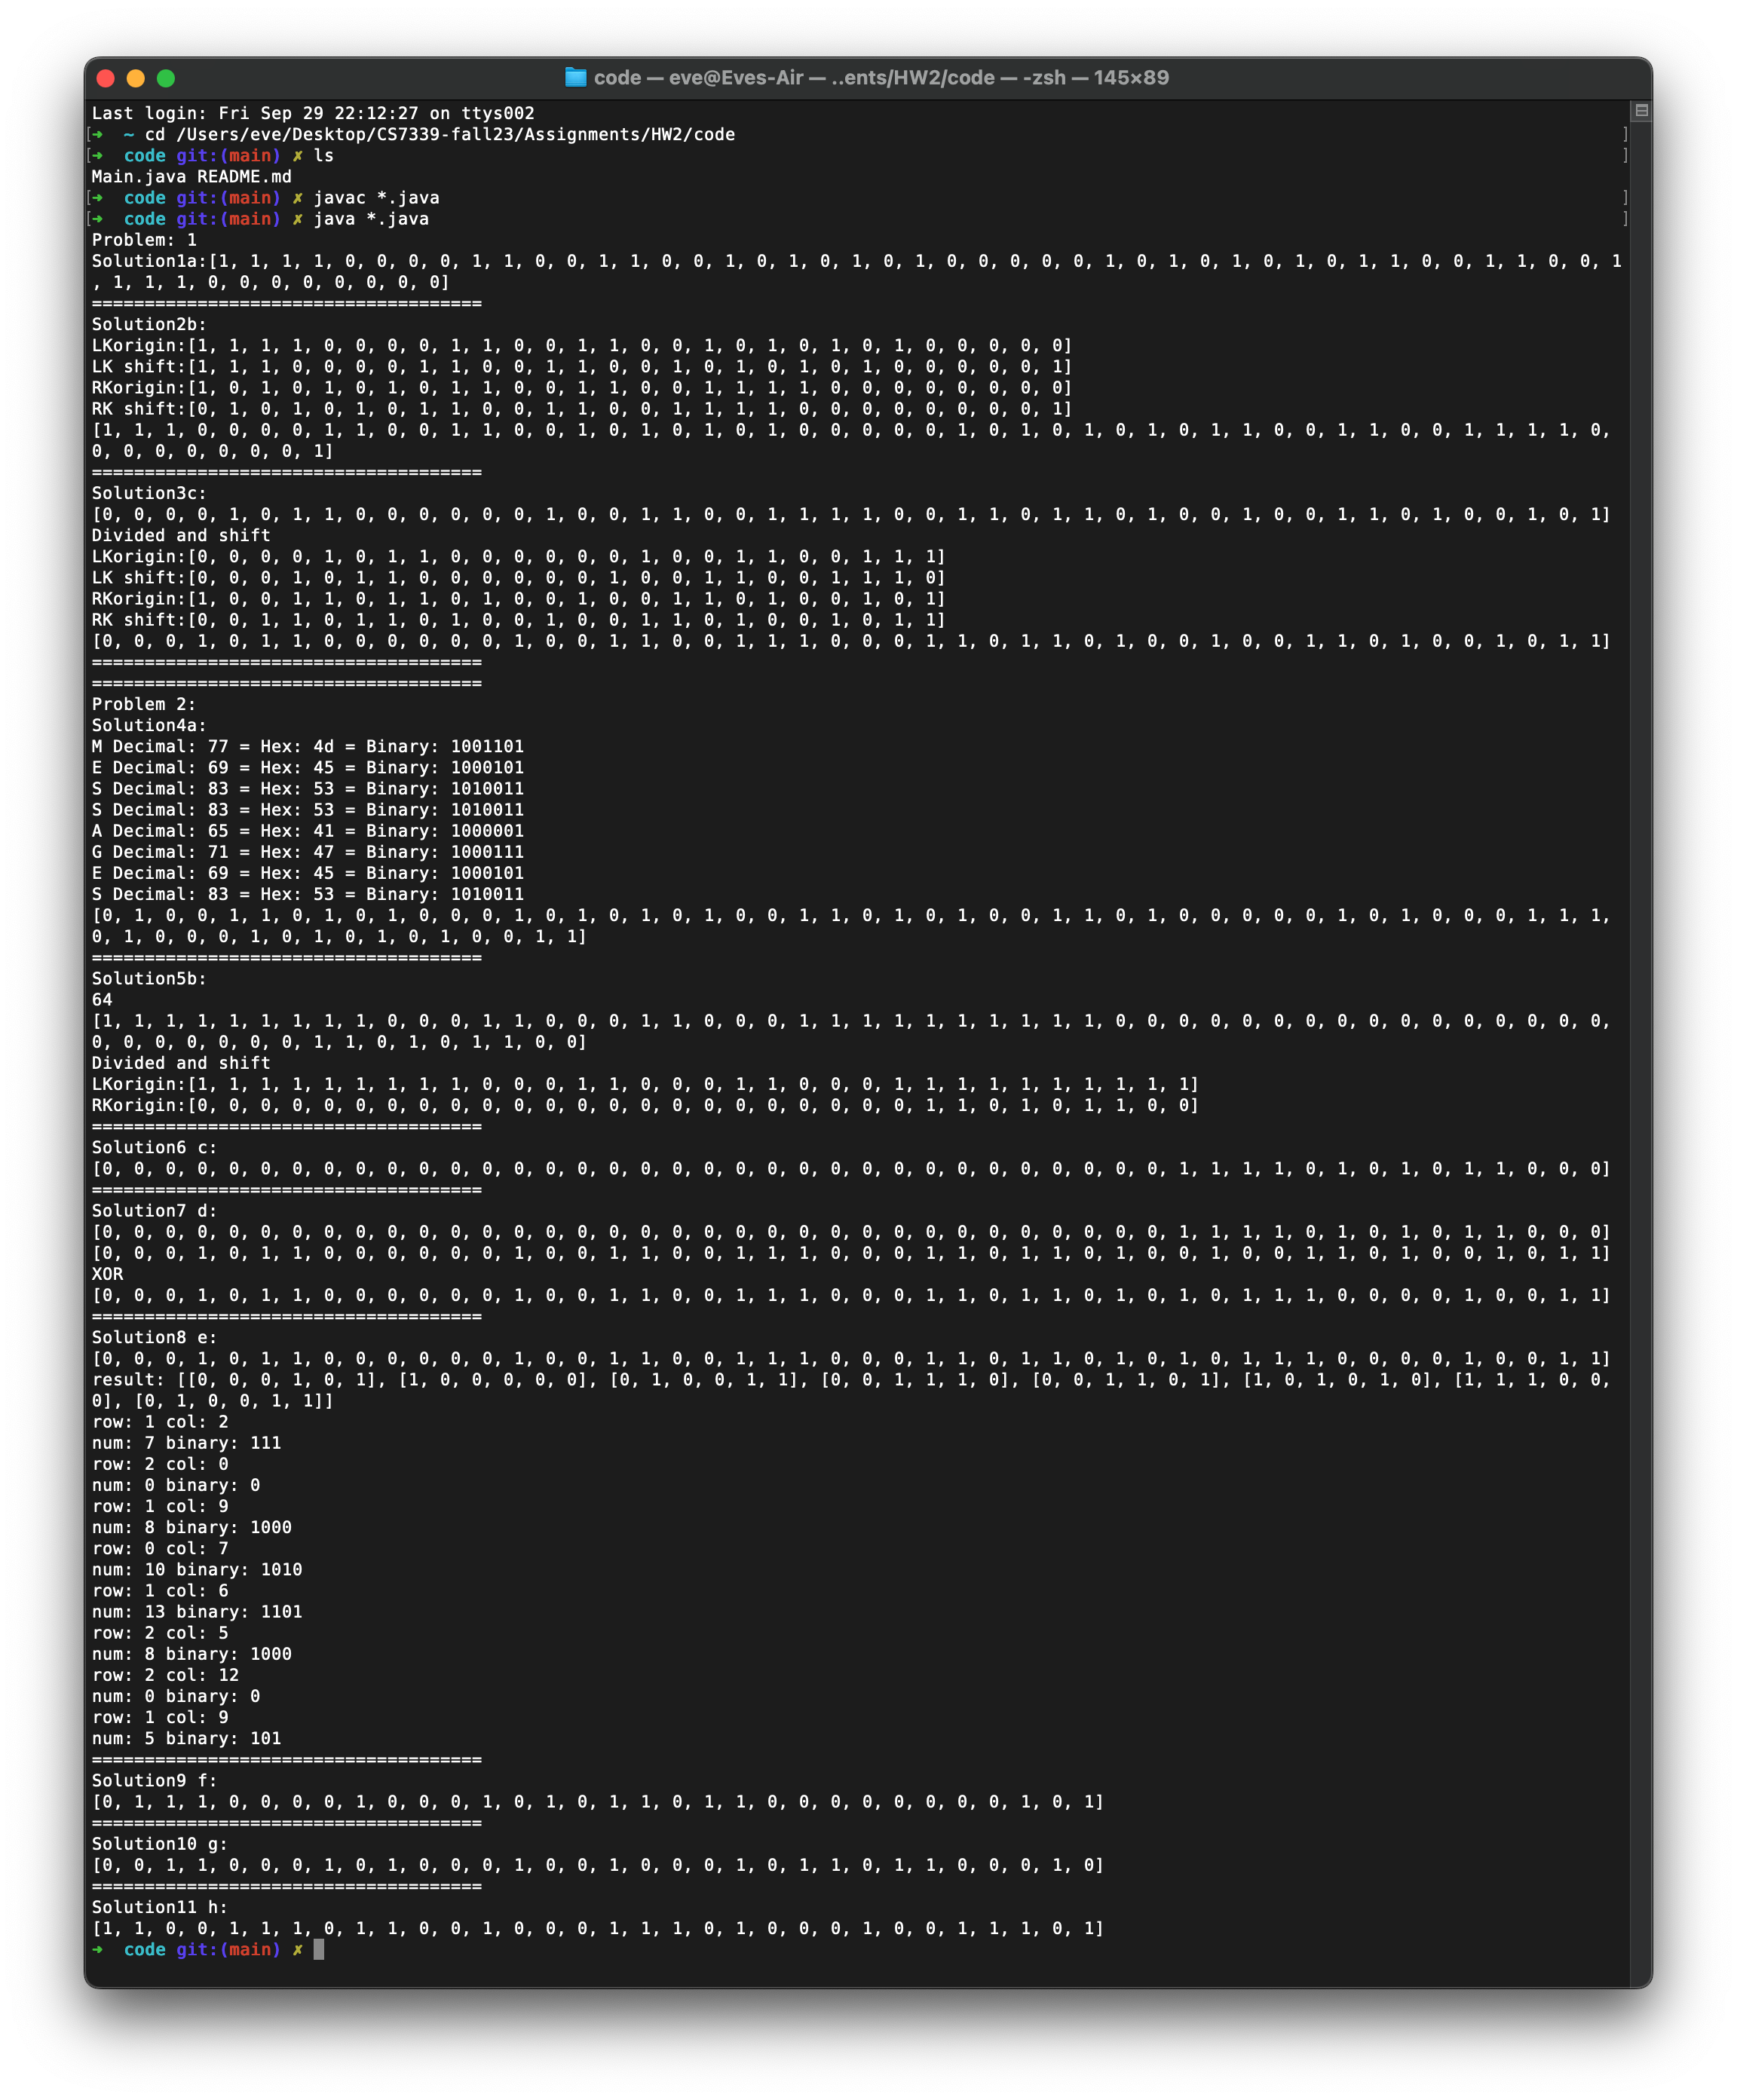 code — eve@Eves-Air — ..ents/HW2/code — -zsh — 145×89
Last login: Fri Sep 29 22:12:27 on ttys002
[➜  ~ cd /Users/eve/Desktop/CS7339-fall23/Assignments/HW2/code ]
[➜  code git:(main) ✗ ls ]
Main.java README.md
[➜  code git:(main) ✗ javac *.java ]
[➜  code git:(main) ✗ java *.java ]
Problem: 1
Solution1a:[1, 1, 1, 1, 0, 0, 0, 0, 1, 1, 0, 0, 1, 1, 0, 0, 1, 0, 1, 0, 1, 0, 1, 0, 0, 0, 0, 0, 1, 0, 1, 0, 1, 0, 1, 0, 1, 1, 0, 0, 1, 1, 0, 0, 1
, 1, 1, 1, 0, 0, 0, 0, 0, 0, 0, 0]
=====================================
Solution2b:
LKorigin:[1, 1, 1, 1, 0, 0, 0, 0, 1, 1, 0, 0, 1, 1, 0, 0, 1, 0, 1, 0, 1, 0, 1, 0, 0, 0, 0, 0]
LK shift:[1, 1, 1, 0, 0, 0, 0, 1, 1, 0, 0, 1, 1, 0, 0, 1, 0, 1, 0, 1, 0, 1, 0, 0, 0, 0, 0, 1]
RKorigin:[1, 0, 1, 0, 1, 0, 1, 0, 1, 1, 0, 0, 1, 1, 0, 0, 1, 1, 1, 1, 0, 0, 0, 0, 0, 0, 0, 0]
RK shift:[0, 1, 0, 1, 0, 1, 0, 1, 1, 0, 0, 1, 1, 0, 0, 1, 1, 1, 1, 0, 0, 0, 0, 0, 0, 0, 0, 1]
[1, 1, 1, 0, 0, 0, 0, 1, 1, 0, 0, 1, 1, 0, 0, 1, 0, 1, 0, 1, 0, 1, 0, 0, 0, 0, 0, 1, 0, 1, 0, 1, 0, 1, 0, 1, 1, 0, 0, 1, 1, 0, 0, 1, 1, 1, 1, 0,
0, 0, 0, 0, 0, 0, 0, 1]
=====================================
Solution3c:
[0, 0, 0, 0, 1, 0, 1, 1, 0, 0, 0, 0, 0, 0, 1, 0, 0, 1, 1, 0, 0, 1, 1, 1, 1, 0, 0, 1, 1, 0, 1, 1, 0, 1, 0, 0, 1, 0, 0, 1, 1, 0, 1, 0, 0, 1, 0, 1]
Divided and shift
LKorigin:[0, 0, 0, 0, 1, 0, 1, 1, 0, 0, 0, 0, 0, 0, 1, 0, 0, 1, 1, 0, 0, 1, 1, 1]
LK shift:[0, 0, 0, 1, 0, 1, 1, 0, 0, 0, 0, 0, 0, 1, 0, 0, 1, 1, 0, 0, 1, 1, 1, 0]
RKorigin:[1, 0, 0, 1, 1, 0, 1, 1, 0, 1, 0, 0, 1, 0, 0, 1, 1, 0, 1, 0, 0, 1, 0, 1]
RK shift:[0, 0, 1, 1, 0, 1, 1, 0, 1, 0, 0, 1, 0, 0, 1, 1, 0, 1, 0, 0, 1, 0, 1, 1]
[0, 0, 0, 1, 0, 1, 1, 0, 0, 0, 0, 0, 0, 1, 0, 0, 1, 1, 0, 0, 1, 1, 1, 0, 0, 0, 1, 1, 0, 1, 1, 0, 1, 0, 0, 1, 0, 0, 1, 1, 0, 1, 0, 0, 1, 0, 1, 1]
=====================================
=====================================
Problem 2:
Solution4a:
M Decimal: 77 = Hex: 4d = Binary: 1001101
E Decimal: 69 = Hex: 45 = Binary: 1000101
S Decimal: 83 = Hex: 53 = Binary: 1010011
S Decimal: 83 = Hex: 53 = Binary: 1010011
A Decimal: 65 = Hex: 41 = Binary: 1000001
G Decimal: 71 = Hex: 47 = Binary: 1000111
E Decimal: 69 = Hex: 45 = Binary: 1000101
S Decimal: 83 = Hex: 53 = Binary: 1010011
[0, 1, 0, 0, 1, 1, 0, 1, 0, 1, 0, 0, 0, 1, 0, 1, 0, 1, 0, 1, 0, 0, 1, 1, 0, 1, 0, 1, 0, 0, 1, 1, 0, 1, 0, 0, 0, 0, 0, 1, 0, 1, 0, 0, 0, 1, 1, 1,
0, 1, 0, 0, 0, 1, 0, 1, 0, 1, 0, 1, 0, 0, 1, 1]
=====================================
Solution5b:
64
[1, 1, 1, 1, 1, 1, 1, 1, 1, 0, 0, 0, 1, 1, 0, 0, 0, 1, 1, 0, 0, 0, 1, 1, 1, 1, 1, 1, 1, 1, 1, 1, 0, 0, 0, 0, 0, 0, 0, 0, 0, 0, 0, 0, 0, 0, 0, 0,
0, 0, 0, 0, 0, 0, 0, 1, 1, 0, 1, 0, 1, 1, 0, 0]
Divided and shift
LKorigin:[1, 1, 1, 1, 1, 1, 1, 1, 1, 0, 0, 0, 1, 1, 0, 0, 0, 1, 1, 0, 0, 0, 1, 1, 1, 1, 1, 1, 1, 1, 1, 1]
RKorigin:[0, 0, 0, 0, 0, 0, 0, 0, 0, 0, 0, 0, 0, 0, 0, 0, 0, 0, 0, 0, 0, 0, 0, 1, 1, 0, 1, 0, 1, 1, 0, 0]
=====================================
Solution6 c:
[0, 0, 0, 0, 0, 0, 0, 0, 0, 0, 0, 0, 0, 0, 0, 0, 0, 0, 0, 0, 0, 0, 0, 0, 0, 0, 0, 0, 0, 0, 0, 0, 0, 0, 1, 1, 1, 1, 0, 1, 0, 1, 0, 1, 1, 0, 0, 0]
=====================================
Solution7 d:
[0, 0, 0, 0, 0, 0, 0, 0, 0, 0, 0, 0, 0, 0, 0, 0, 0, 0, 0, 0, 0, 0, 0, 0, 0, 0, 0, 0, 0, 0, 0, 0, 0, 0, 1, 1, 1, 1, 0, 1, 0, 1, 0, 1, 1, 0, 0, 0]
[0, 0, 0, 1, 0, 1, 1, 0, 0, 0, 0, 0, 0, 1, 0, 0, 1, 1, 0, 0, 1, 1, 1, 0, 0, 0, 1, 1, 0, 1, 1, 0, 1, 0, 0, 1, 0, 0, 1, 1, 0, 1, 0, 0, 1, 0, 1, 1]
XOR
[0, 0, 0, 1, 0, 1, 1, 0, 0, 0, 0, 0, 0, 1, 0, 0, 1, 1, 0, 0, 1, 1, 1, 0, 0, 0, 1, 1, 0, 1, 1, 0, 1, 0, 1, 0, 1, 1, 1, 0, 0, 0, 0, 1, 0, 0, 1, 1]
=====================================
Solution8 e:
[0, 0, 0, 1, 0, 1, 1, 0, 0, 0, 0, 0, 0, 1, 0, 0, 1, 1, 0, 0, 1, 1, 1, 0, 0, 0, 1, 1, 0, 1, 1, 0, 1, 0, 1, 0, 1, 1, 1, 0, 0, 0, 0, 1, 0, 0, 1, 1]
result: [[0, 0, 0, 1, 0, 1], [1, 0, 0, 0, 0, 0], [0, 1, 0, 0, 1, 1], [0, 0, 1, 1, 1, 0], [0, 0, 1, 1, 0, 1], [1, 0, 1, 0, 1, 0], [1, 1, 1, 0, 0,
0], [0, 1, 0, 0, 1, 1]]
row: 1 col: 2
num: 7 binary: 111
row: 2 col: 0
num: 0 binary: 0
row: 1 col: 9
num: 8 binary: 1000
row: 0 col: 7
num: 10 binary: 1010
row: 1 col: 6
num: 13 binary: 1101
row: 2 col: 5
num: 8 binary: 1000
row: 2 col: 12
num: 0 binary: 0
row: 1 col: 9
num: 5 binary: 101
=====================================
Solution9 f:
[0, 1, 1, 1, 0, 0, 0, 0, 1, 0, 0, 0, 1, 0, 1, 0, 1, 1, 0, 1, 1, 0, 0, 0, 0, 0, 0, 0, 0, 1, 0, 1]
=====================================
Solution10 g:
[0, 0, 1, 1, 0, 0, 0, 1, 0, 1, 0, 0, 0, 1, 0, 0, 1, 0, 0, 0, 1, 0, 1, 1, 0, 1, 1, 0, 0, 0, 1, 0]
=====================================
Solution11 h:
[1, 1, 0, 0, 1, 1, 1, 0, 1, 1, 0, 0, 1, 0, 0, 0, 1, 1, 1, 0, 1, 0, 0, 0, 1, 0, 0, 1, 1, 1, 0, 1]
➜  code git:(main) ✗